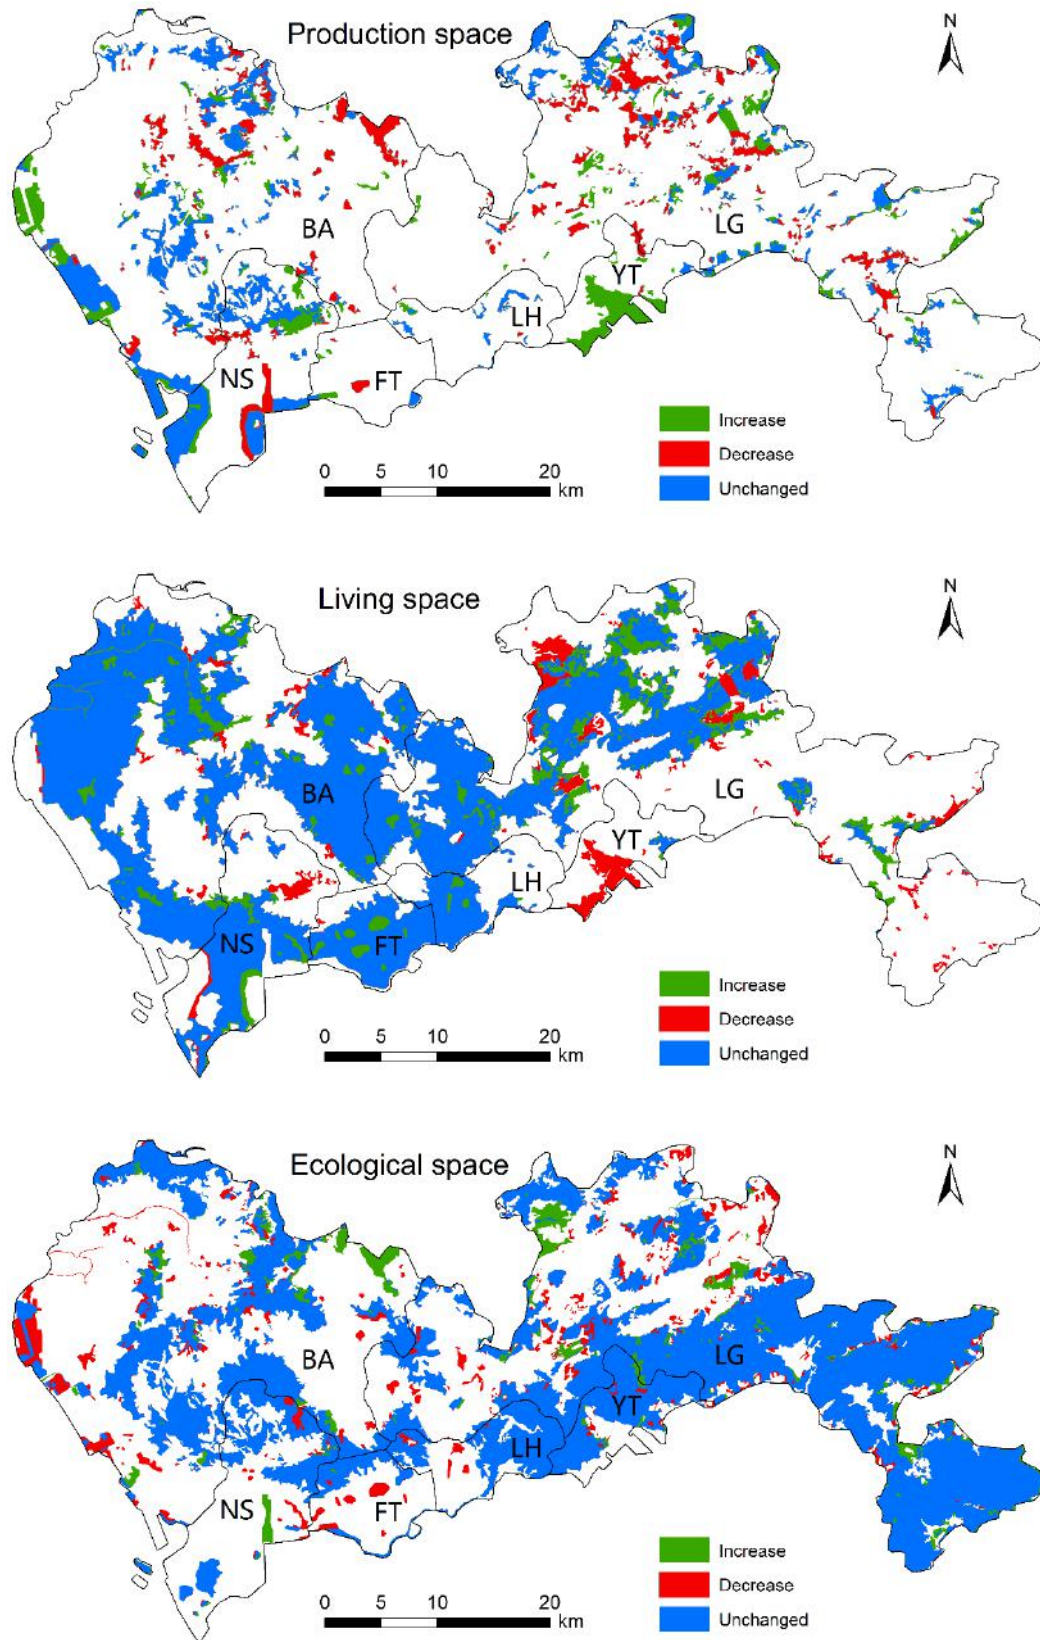 Production space
N
BA
LG
YT
LH
NS
FT
Increase
Decrease
Unchanged
0 5 10 20
km
Living space
N
BA
LG
YT
LH
NS
FT
Increase
Decrease
Unchanged
0 5 10 20
km
Ecological space
N
BA
LG
YT
LH
NS
FT
Increase
Decrease
Unchanged
0 5 10 20
km